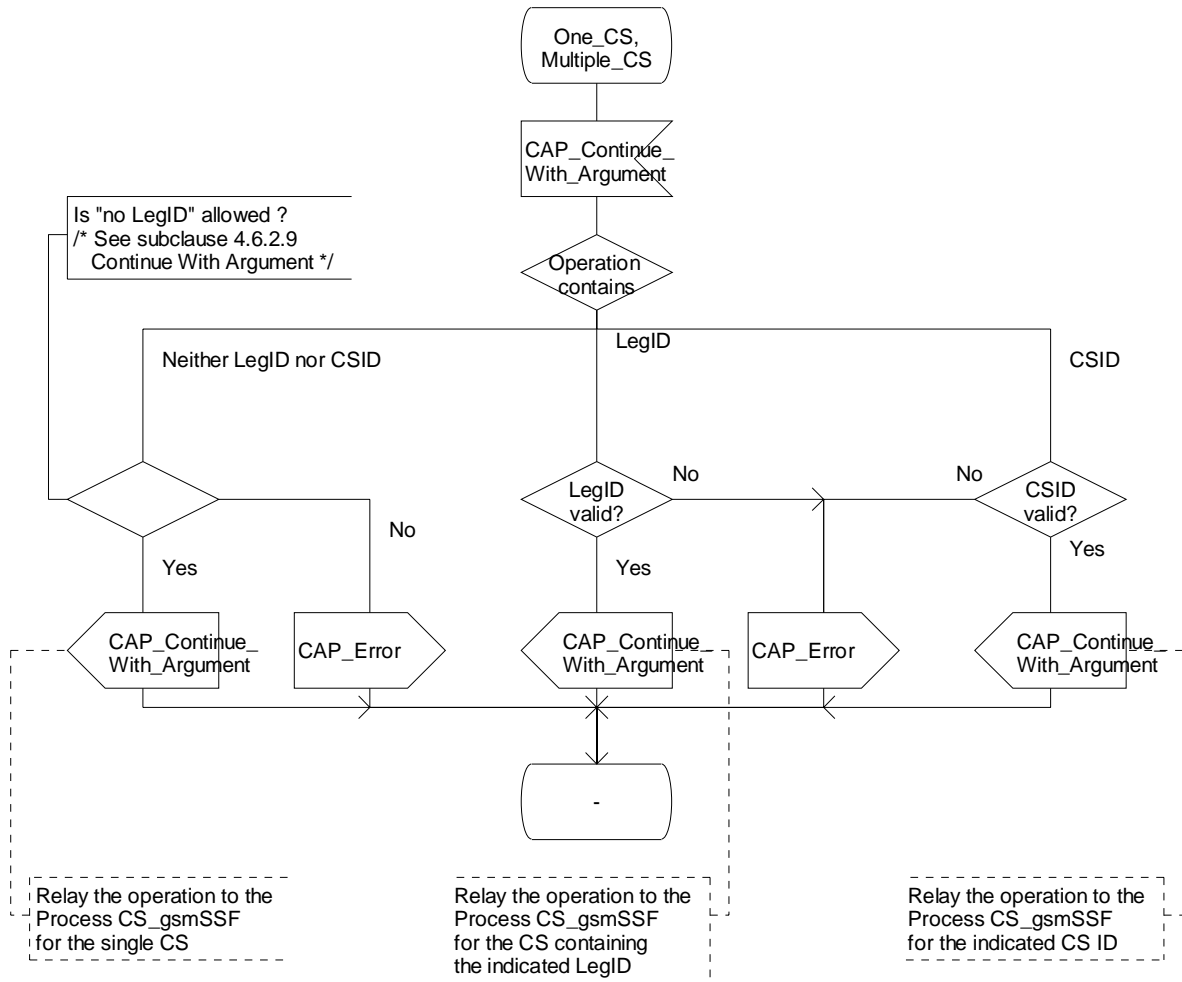 One_CS,
Multiple_CS
CAP_Continue_
With_Argument
Is "no LegID" allowed ?
/* See subclause 4.6.2.9
Continue With Argument */
Operation
contains
Neither LegID nor CSID
LegID
CSID
No
LegID
valid?
No
No
CSID
valid?
Yes
Yes
Yes
CAP_Continue_
With_Argument
CAP_Error
CAP_Continue_
With_Argument
CAP_Error
CAP_Continue_
With_Argument
-
Relay the operation to the
Process CS_gsmSSF
for the single CS
Relay the operation to the
Process CS_gsmSSF
for the CS containing
the indicated LegID
Relay the operation to the
Process CS_gsmSSF
for the indicated CS ID